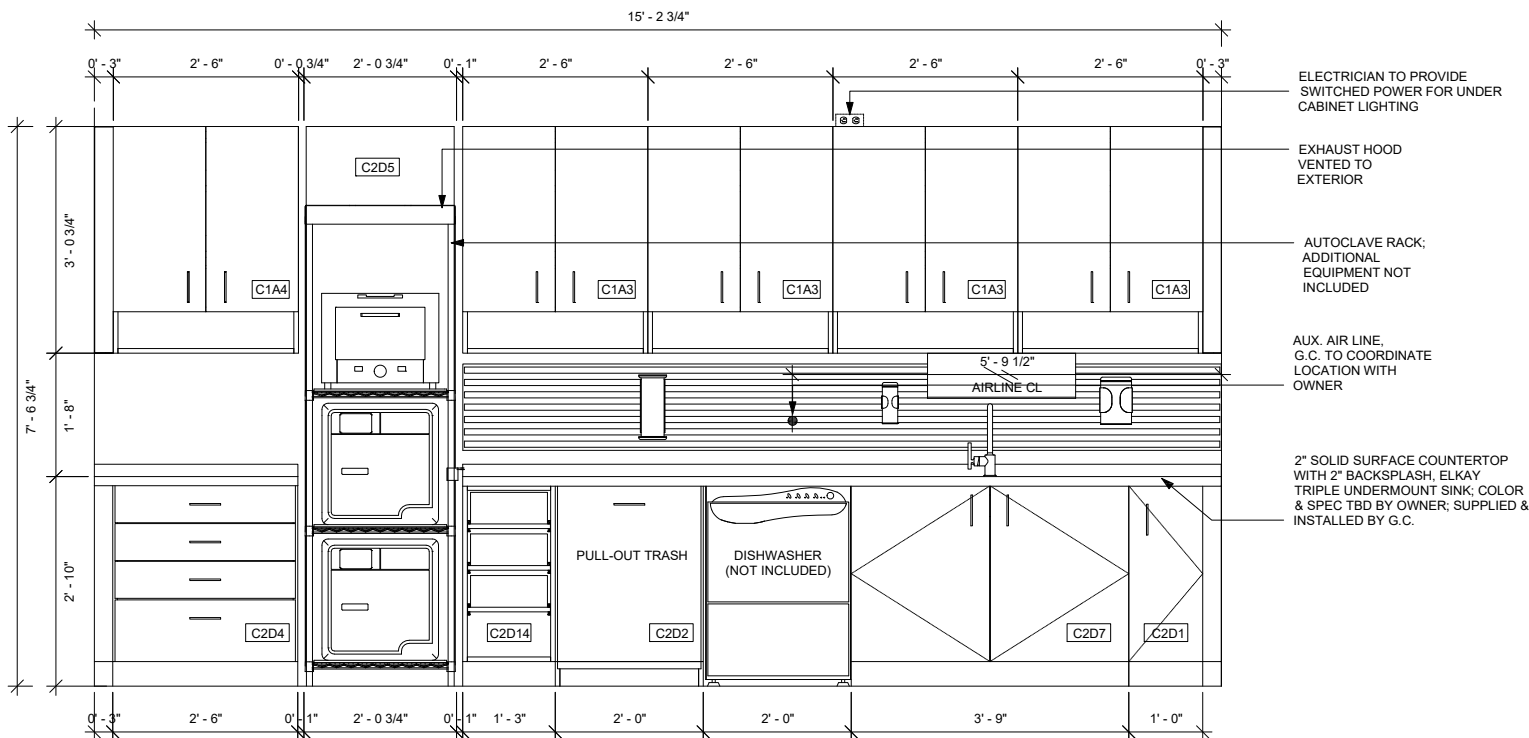 15' - 2 3/4"
0' - 3"
2' - 6"
0' - 0 3/4"
2' - 0 3/4"
0' - 1"
2' - 6"
2' - 6"
2' - 6"
2' - 6"
0' - 3"
ELECTRICIAN TO PROVIDE
SWITCHED POWER FOR UNDER
CABINET LIGHTING
EXHAUST HOOD
VENTED TO
EXTERIOR
C2D5
3' - 0 3/4"
AUTOCLAVE RACK;
ADDITIONAL
EQUIPMENT NOT
INCLUDED
C1A4
C1A3
C1A3
C1A3
C1A3
AUX. AIR LINE,
G.C. TO COORDINATE
LOCATION WITH
OWNER
5' - 9 1/2"
AIRLINE CL
7' - 6 3/4"
1' - 8"
2" SOLID SURFACE COUNTERTOP
WITH 2" BACKSPLASH, ELKAY
TRIPLE UNDERMOUNT SINK; COLOR
& SPEC TBD BY OWNER; SUPPLIED &
INSTALLED BY G.C.
2' - 10"
PULL-OUT TRASH
DISHWASHER
(NOT INCLUDED)
C2D4
C2D14
C2D2
C2D7
C2D1
0' - 3"
2' - 6"
0' - 1"
2' - 0 3/4"
0' - 1"
1' - 3"
2' - 0"
2' - 0"
3' - 9"
1' - 0"